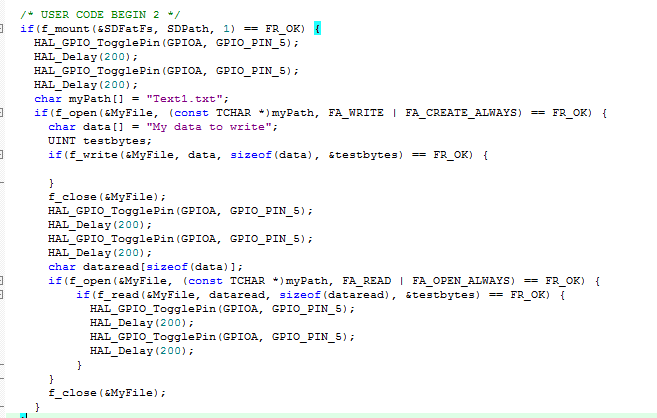 /* USER CODE BEGIN 2 */
if(f_mount(&SDFatFs, SDPath, 1) == FR_OK) {
HAL_GPIO_TogglePin(GPIOA, GPIO_PIN_5);
HAL_Delay(200);
HAL_GPIO_TogglePin(GPIOA, GPIO_PIN_5);
HAL_Delay(200);
char myPath[] = "Text1.txt";
if(f_open(&MyFile, (const TCHAR *)myPath, FA_WRITE | FA_CREATE_ALWAYS) == FR_OK) {
char data[] = "My data to write";
UINT testbytes;
if(f_write(&MyFile, data, sizeof(data), &testbytes) == FR_OK) {
}
f_close(&MyFile);
HAL_GPIO_TogglePin(GPIOA, GPIO_PIN_5);
HAL_Delay(200);
HAL_GPIO_TogglePin(GPIOA, GPIO_PIN_5);
HAL_Delay(200);
char dataread[sizeof(data)];
if(f_open(&MyFile, (const TCHAR *)myPath, FA_READ | FA_OPEN_ALWAYS) == FR_OK) {
if(f_read(&MyFile, dataread, sizeof(dataread), &testbytes) == FR_OK) {
HAL_GPIO_TogglePin(GPIOA, GPIO_PIN_5);
HAL_Delay(200);
HAL_GPIO_TogglePin(GPIOA, GPIO_PIN_5);
HAL_Delay(200);
}
}
f_close(&MyFile);
}